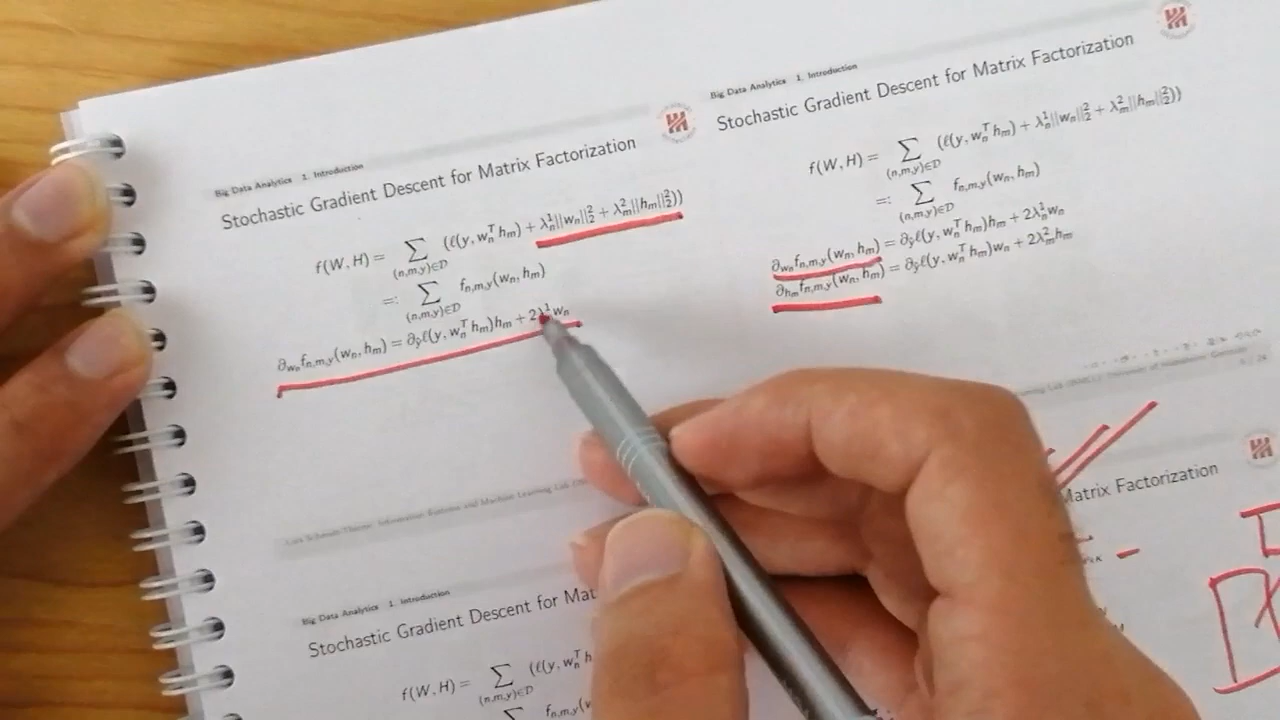 Big Data Analytics 1. Introduction
Stochastic Gradient Descent for Matrix Factorization
f(W, H) = ∑_{(n,m,y)∈D} (ℓ(y, w_n^T h_m) + λ_n^1||w_n||_2^2 + λ_m^2||h_m||_2^2))
=: ∑_{(n,m,y)∈D} f_{n,m,y}(w_n, h_m)
∂_{w_n} f_{n,m,y}(w_n, h_m) = ∂_ŷ ℓ(y, w_n^T h_m)h_m + 2λ^1 w_n
Big Data Analytics 1. Introduction
Stochastic Gradient Descent for Matrix Factorization
f(W, H) = ∑_{(n,m,y)∈D} (ℓ(y, w_n^T h_m) + λ_n^1||w_n||_2^2 + λ_m^2||h_m||_2^2))
=: ∑_{(n,m,y)∈D} f_{n,m,y}(w_n, h_m)
∂_{w_n} f_{n,m,y}(w_n, h_m) = ∂_ŷ ℓ(y, w_n^T h_m)h_m + 2λ_n^1 w_n
∂_{h_m} f_{n,m,y}(w_n, h_m) = ∂_ŷ ℓ(y, w_n^T h_m)w_n + 2λ_m^2 h_m
Big Data Analytics 1. Introduction
Stochastic Gradient Descent for Mat
f(W, H) = ∑_{(n,m,y)∈D} (ℓ(y, w_n^T h
Matrix Factorization